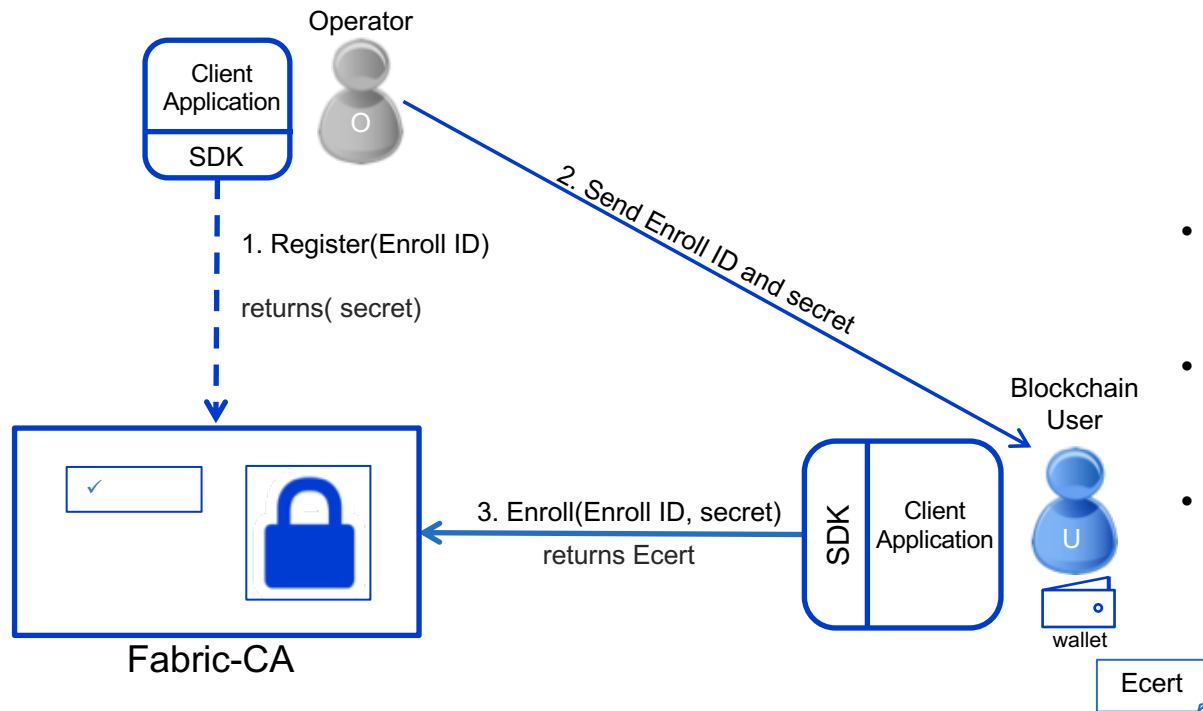 Operator
Client
Application
SDK
O
2. Send Enroll ID and secret
1. Register(Enroll ID)
returns( secret)
•
•
•
Blockchain
User
✓
3. Enroll(Enroll ID, secret)
returns Ecert
SDK
Client
Application
U
wallet
Fabric-CA
Ecert